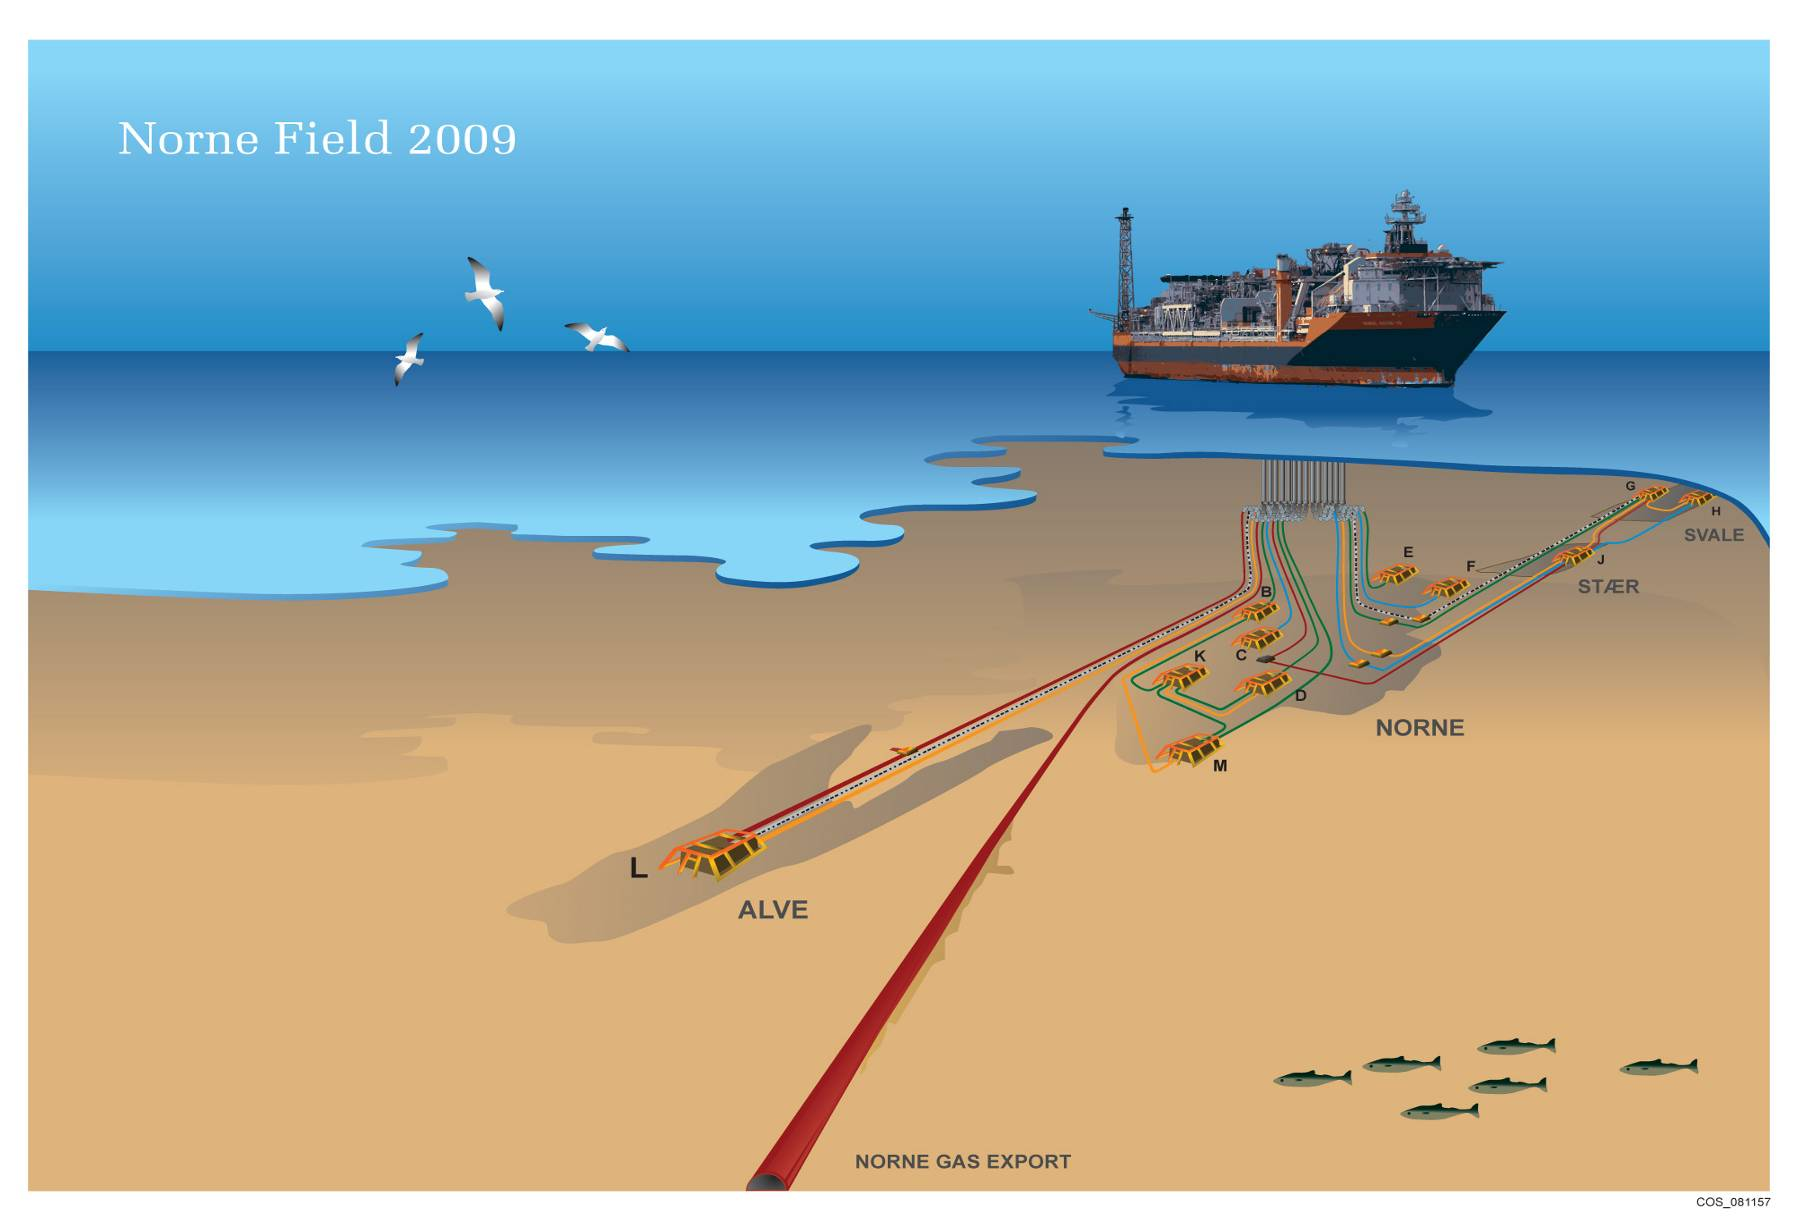 Norne Field 2009
G
H
SVALE
E
F
J
STÆR
B
C
K
D
NORNE
M
L
ALVE
NORNE GAS EXPORT
COS_081157